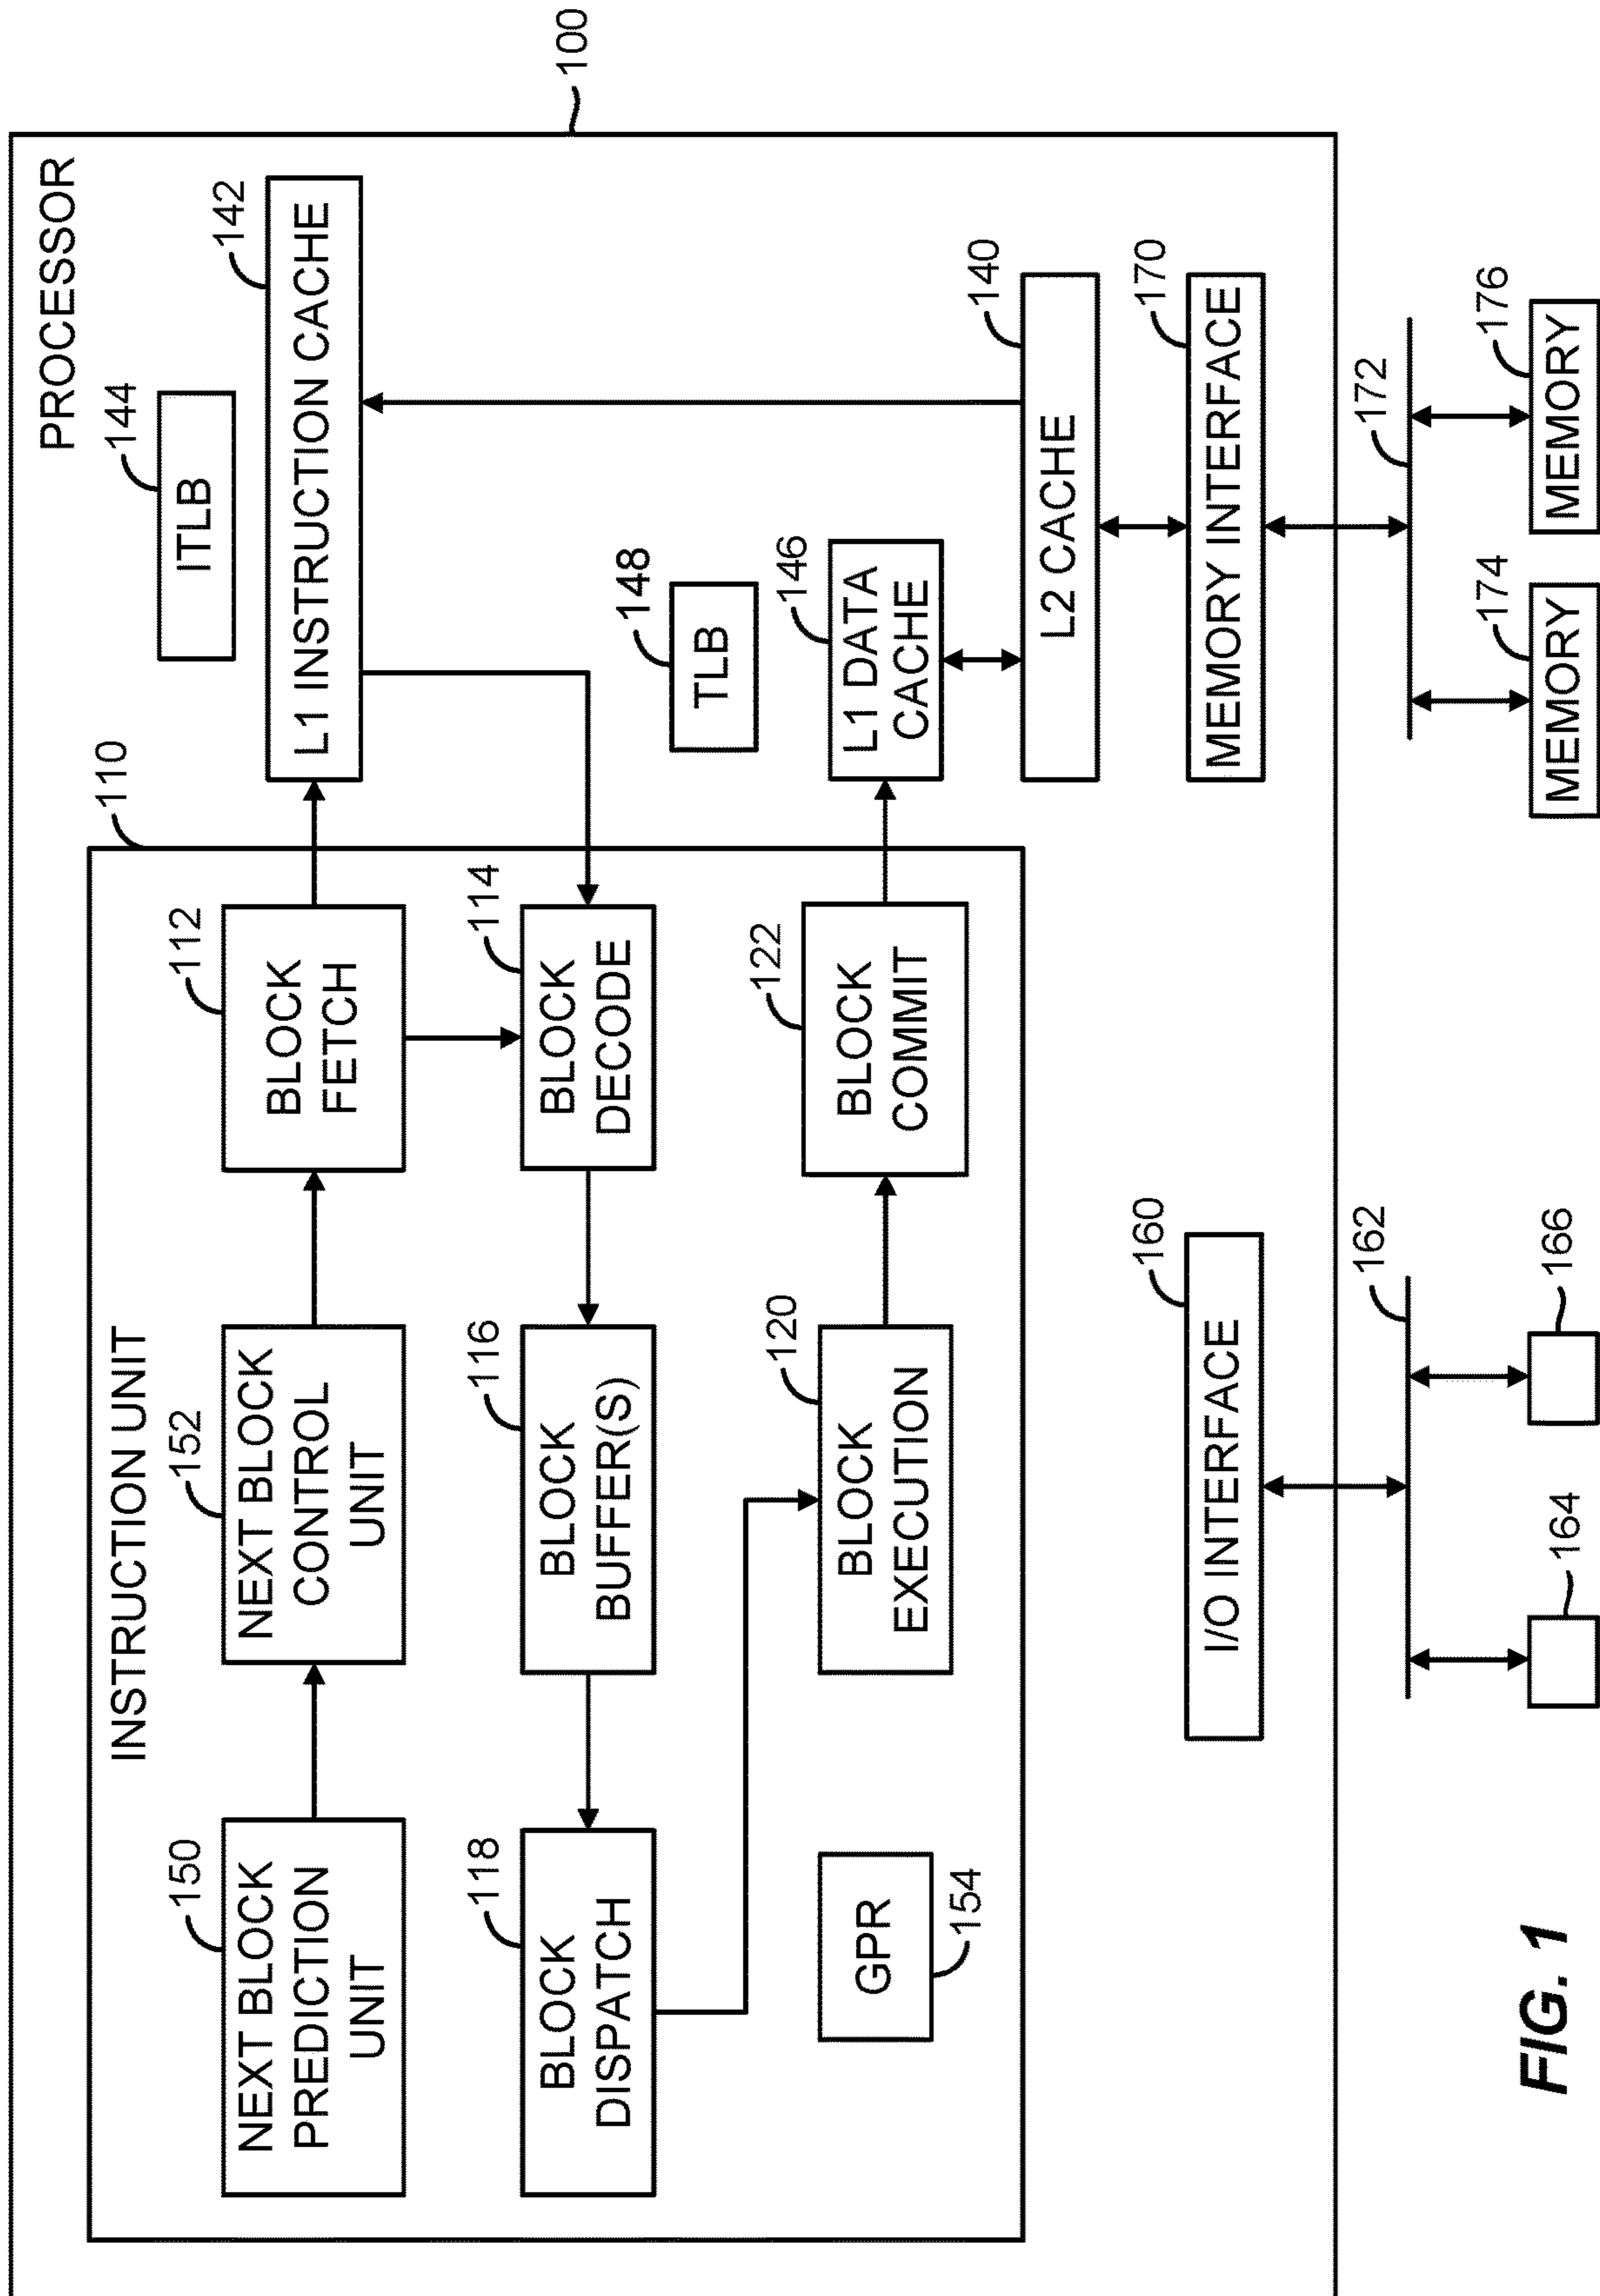 PROCESSOR
100
INSTRUCTION UNIT
110
ITLB
144
NEXT BLOCK
PREDICTION
UNIT
150
NEXT BLOCK
CONTROL
UNIT
152
BLOCK
FETCH
112
L1 INSTRUCTION CACHE
142
BLOCK
DISPATCH
118
BLOCK
BUFFER(S)
116
BLOCK
DECODE
114
TLB
148
GPR
154
BLOCK
EXECUTION
120
BLOCK
COMMIT
122
L1 DATA
CACHE
146
L2 CACHE
140
I/O INTERFACE
160
MEMORY INTERFACE
170
162
172
164
166
MEMORY
174
MEMORY
176
FIG. 1